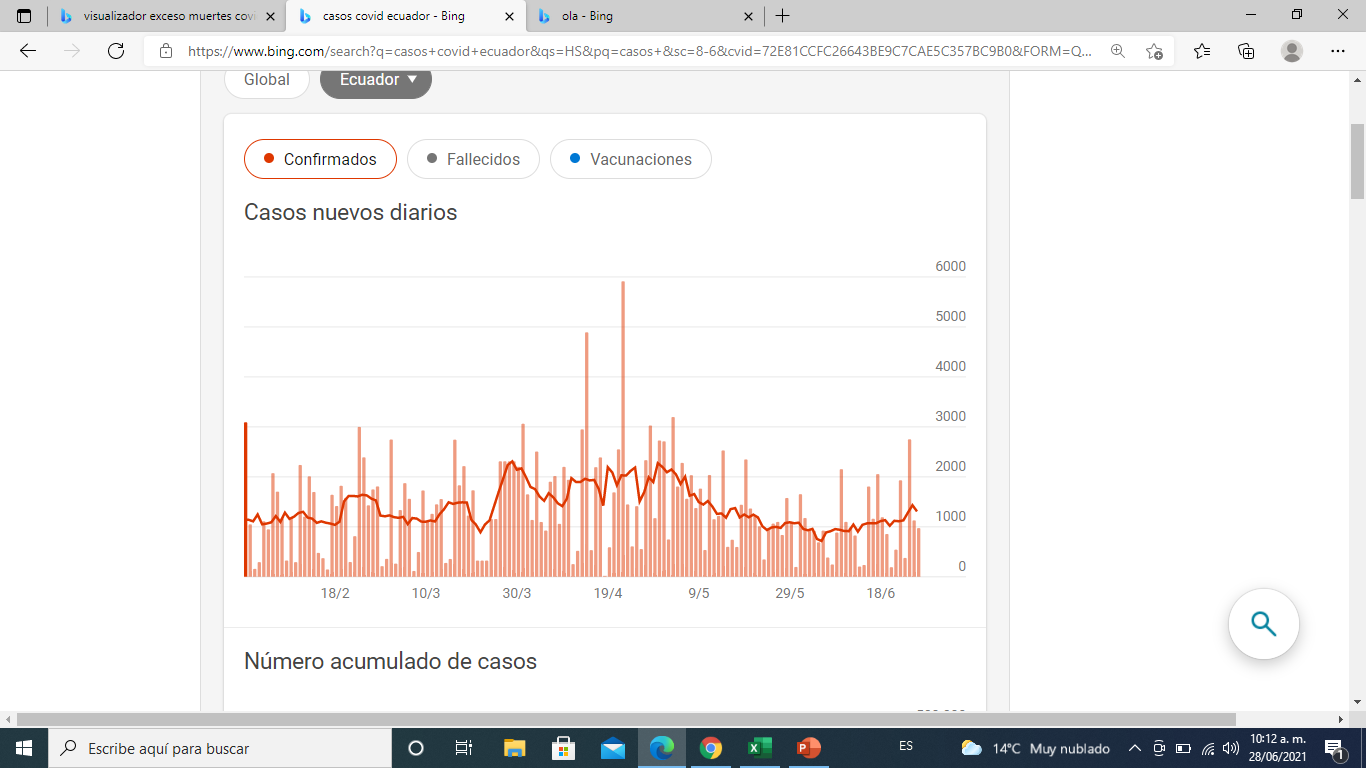 visualizador exceso muertes covi
casos covid ecuador - Bing
ola - Bing
https://www.bing.com/search?q=casos+covid+ecuador&qs=HS&pq=casos+&sc=8-6&cvid=72E81CCFC26643BE9C7CAE5C357BC9B0&FORM=Q...
Global
Ecuador
Confirmados
Fallecidos
Vacunaciones
Casos nuevos diarios
6000
5000
4000
3000
2000
1000
0
18/2 10/3 30/3 19/4 9/5 29/5 18/6
Número acumulado de casos
Escribe aquí para buscar
ES
14°C Muy nublado
10:12 a. m.
28/06/2021
1